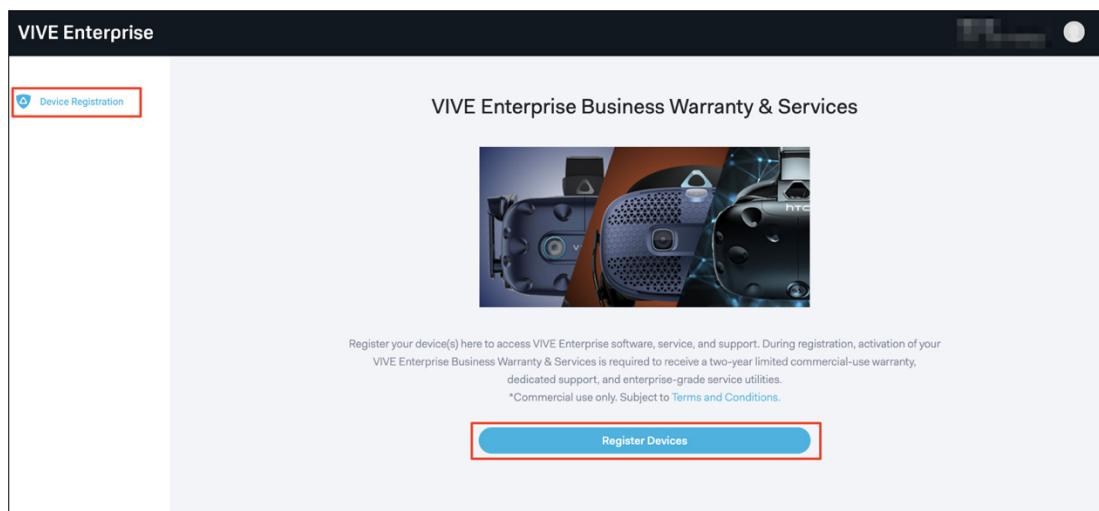 VIVE Enterprise
Device Registration
VIVE Enterprise Business Warranty & Services
htc
Register your device(s) here to access VIVE Enterprise software, service, and support. During registration, activation of your
VIVE Enterprise Business Warranty & Services is required to receive a two-year limited commercial-use warranty,
dedicated support, and enterprise-grade service utilities.
*Commercial use only. Subject to Terms and Conditions.
Register Devices